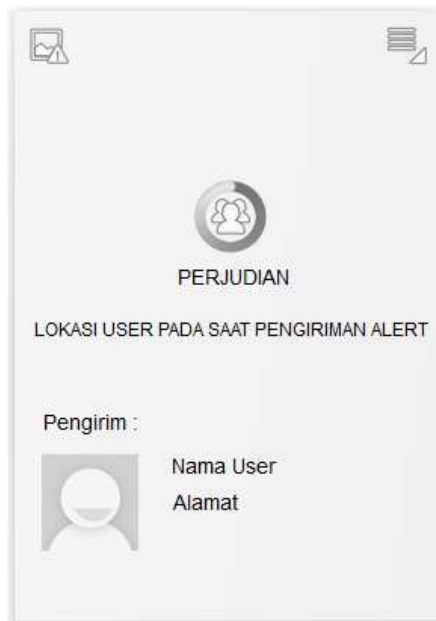 PERJUDIAN
LOKASI USER PADA SAAT PENGIRIMAN ALERT
Pengirim :
Nama User
Alamat